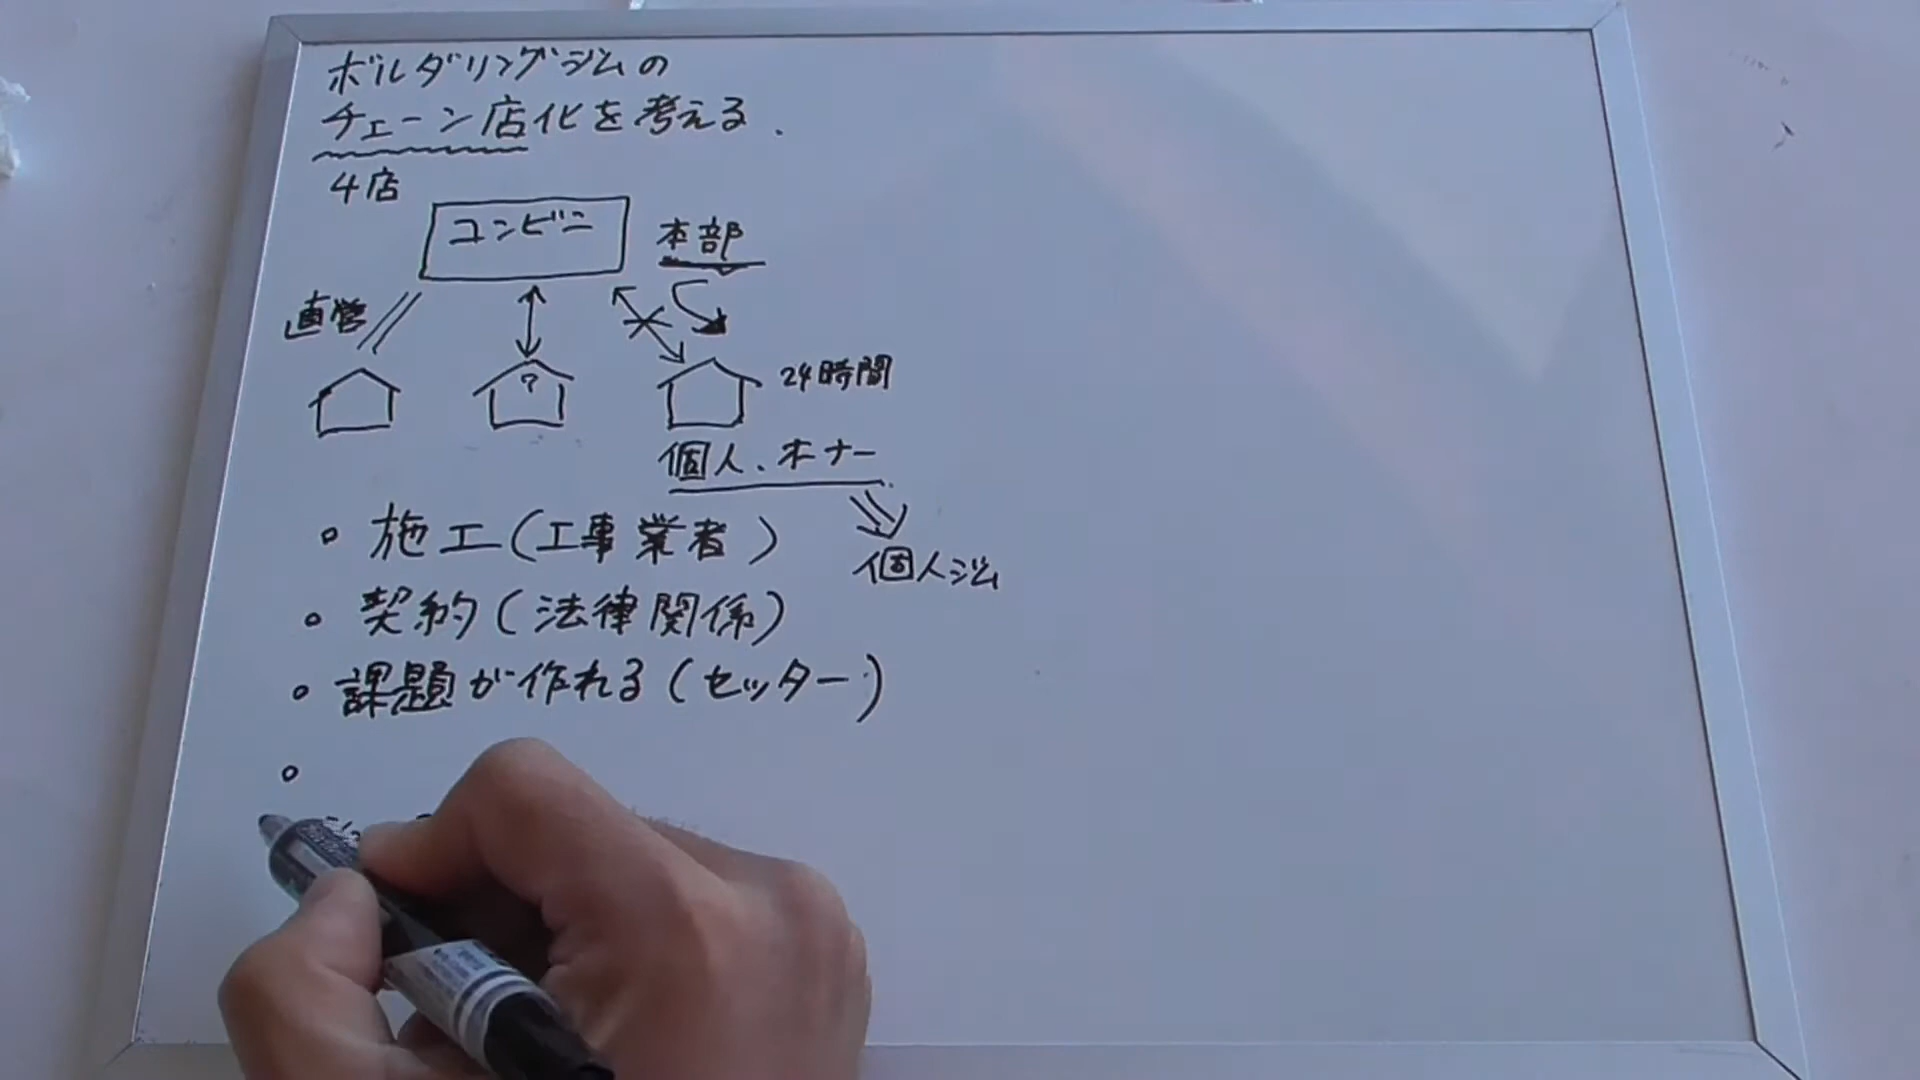 ボルダリングジムの
チェーン店化を考える.
4店
コンビニ
本部
直営
?
24時間
個人.オーナー
施工(工事業者)
個人ジム
契約(法律関係)
課題が作れる(セッター)